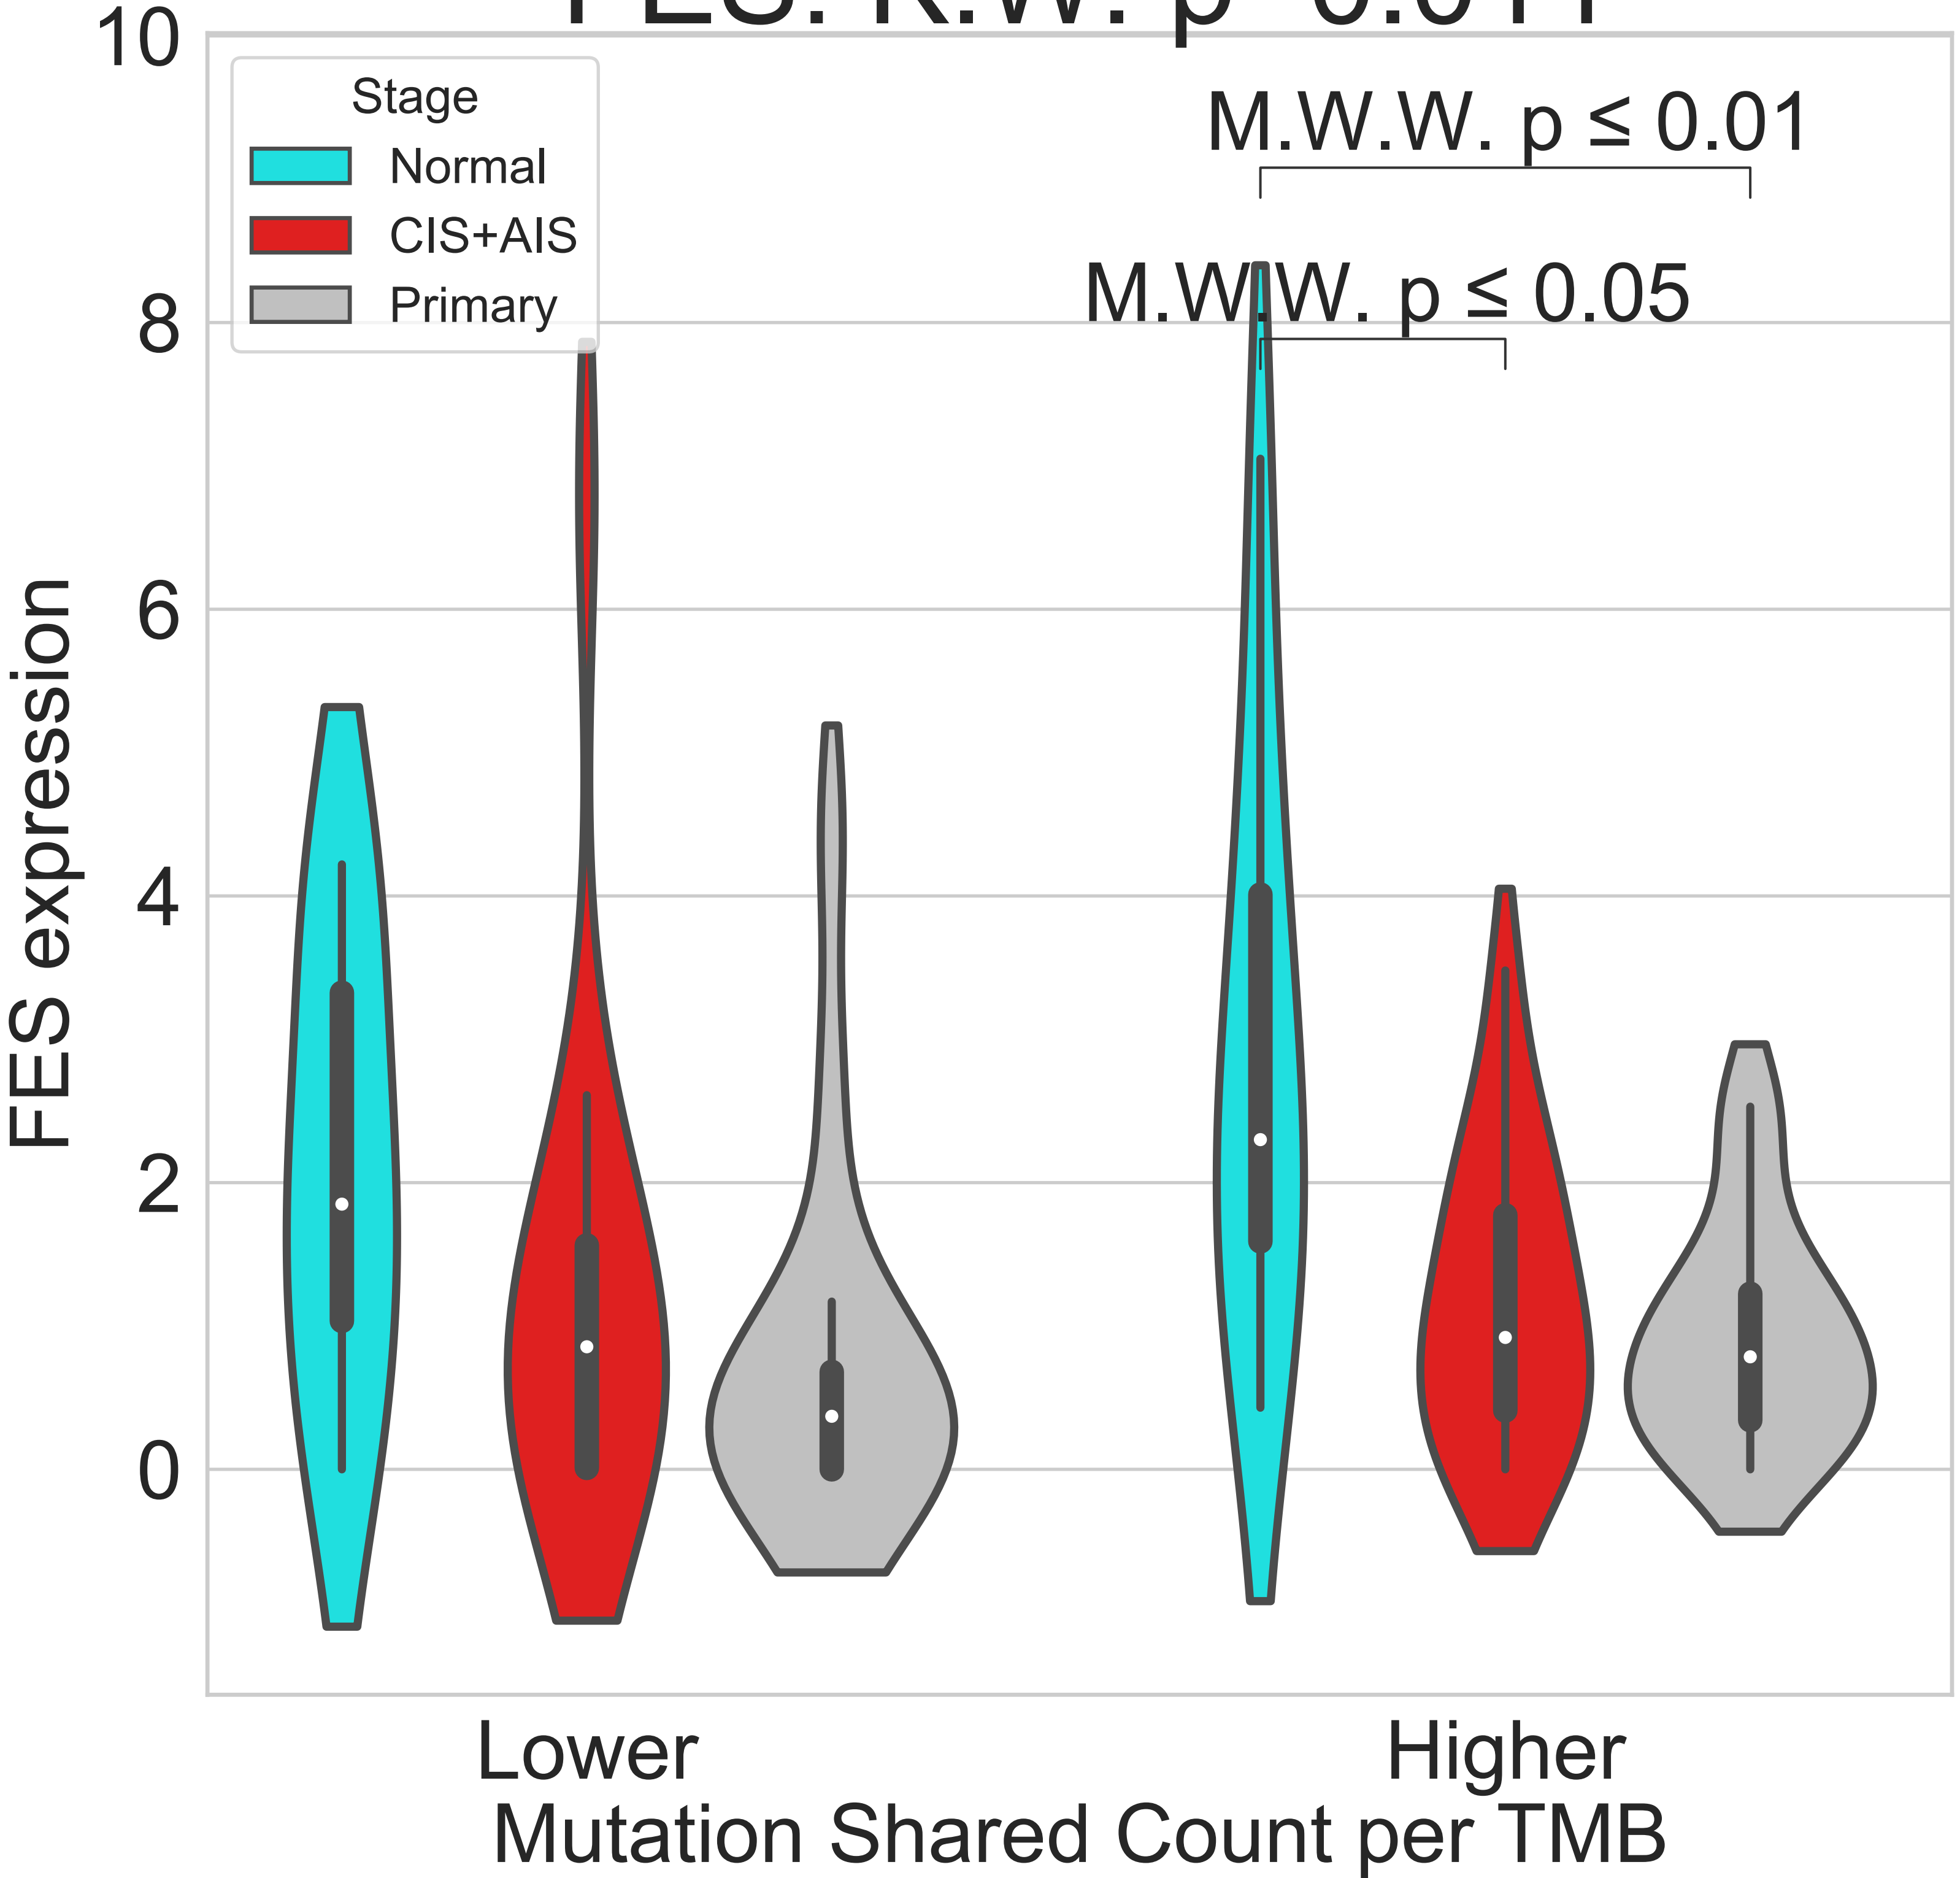 10
Stage
Normal
CIS+AIS
Primary
M.W.W. p ≤ 0.01
M.W.W. p ≤ 0.05
8
6
4
2
0
FES expression
Lower
Higher
Mutation Shared Count per TMB